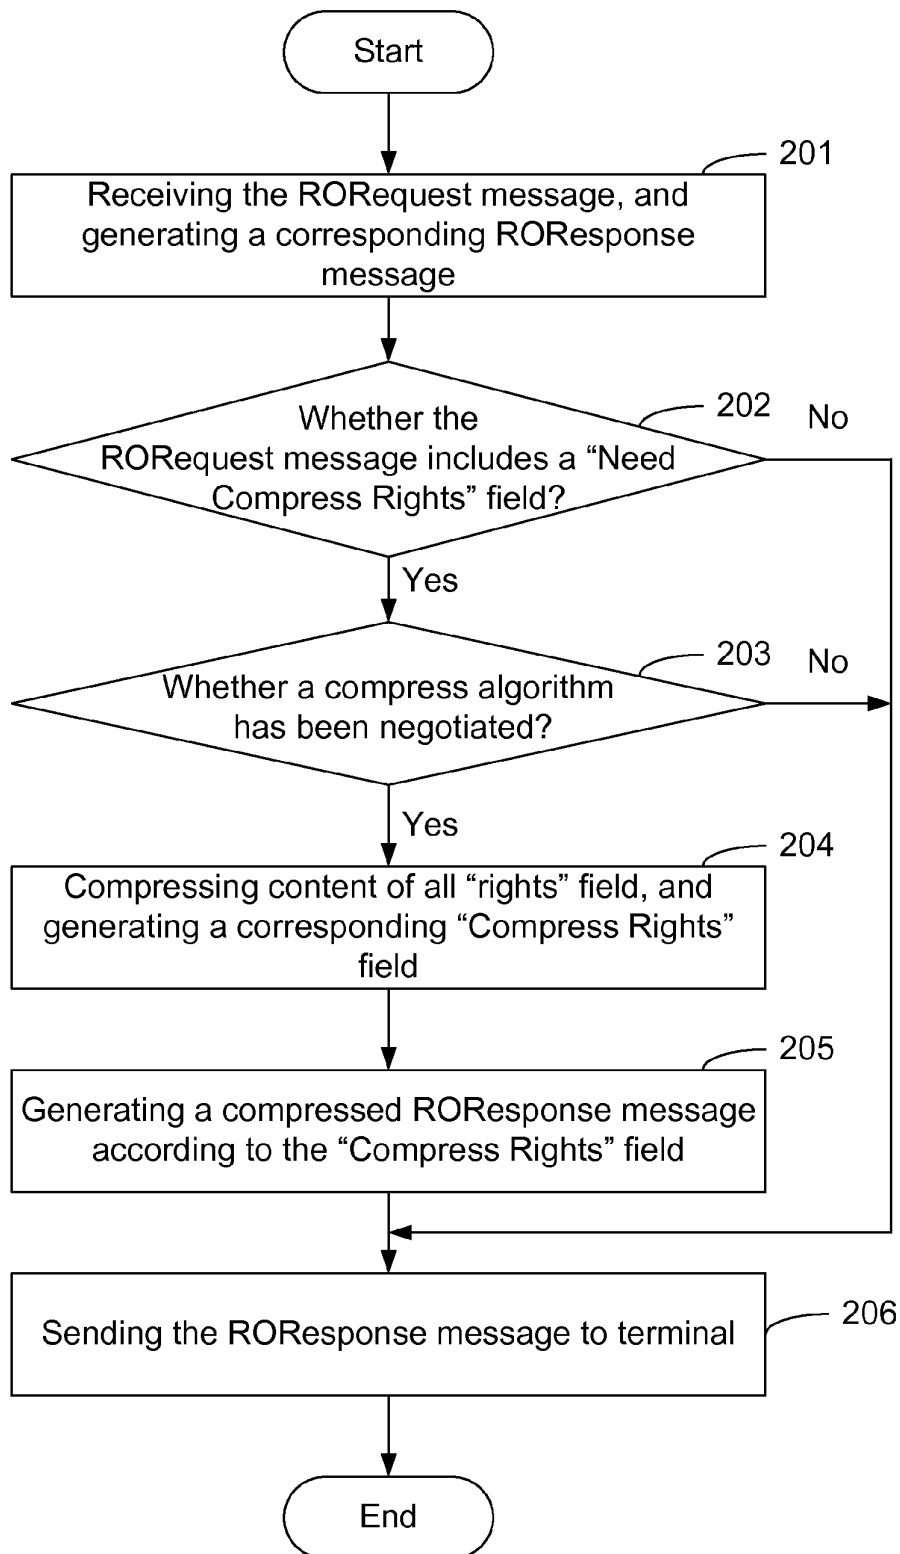 Start
201
Receiving the RORequest message, and
generating a corresponding ROResponse
message
202
No
Whether the
RORequest message includes a “Need
Compress Rights” field?
Yes
203
No
Whether a compress algorithm
has been negotiated?
Yes
204
Compressing content of all “rights” field, and
generating a corresponding “Compress Rights”
field
205
Generating a compressed ROResponse message
according to the “Compress Rights” field
206
Sending the ROResponse message to terminal
End